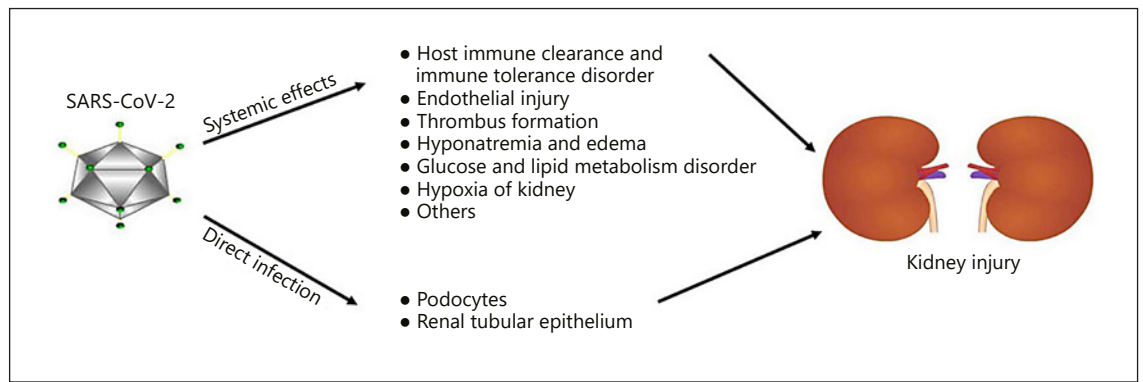 SARS-CoV-2
Systemic effects
● Host immune clearance and
immune tolerance disorder
● Endothelial injury
● Thrombus formation
● Hyponatremia and edema
● Glucose and lipid metabolism disorder
● Hypoxia of kidney
● Others
Direct infection
● Podocytes
● Renal tubular epithelium
Kidney injury